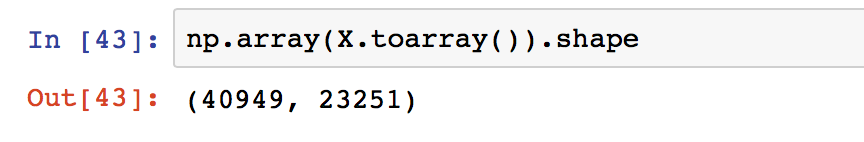 In [43]: np.array(X.toarray()).shape
Out[43]: (40949, 23251)